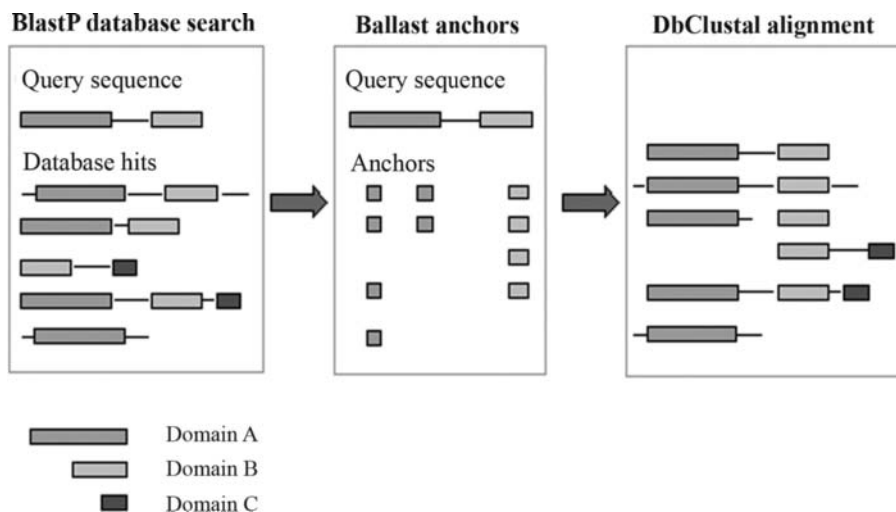 BlastP database search
Query sequence
Database hits
Ballast anchors
Query sequence
Anchors
DbClustal alignment
Domain A
Domain B
Domain C